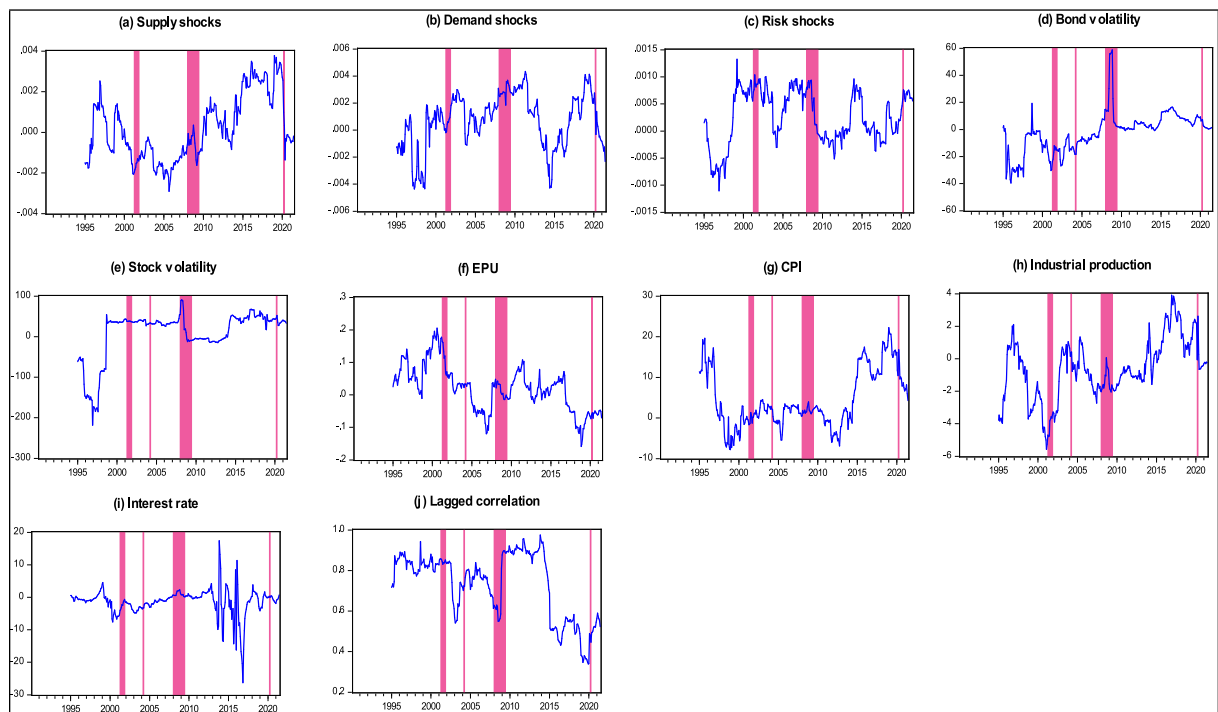 (a) Supply shocks
.004
.002
.000
-.002
-.004
1995 2000 2005 2010 2015 2020
(b) Demand shocks
.006
.004
.002
.000
-.002
-.004
-.006
1995 2000 2005 2010 2015 2020
(c) Risk shocks
.0015
.0010
.0005
.0000
-.0005
-.0010
-.0015
1995 2000 2005 2010 2015 2020
(d) Bond volatility
60
40
20
0
-20
-40
-60
1995 2000 2005 2010 2015 2020
(e) Stock volatility
100
0
-100
-200
-300
1995 2000 2005 2010 2015 2020
(f) EPU
.3
.2
.1
.0
-.1
-.2
1995 2000 2005 2010 2015 2020
(g) CPI
30
20
10
0
-10
1995 2000 2005 2010 2015 2020
(h) Industrial production
4
2
0
-2
-4
-6
1995 2000 2005 2010 2015 2020
(i) Interest rate
20
10
0
-10
-20
-30
1995 2000 2005 2010 2015 2020
(j) Lagged correlation
1.0
0.8
0.6
0.4
0.2
1995 2000 2005 2010 2015 2020